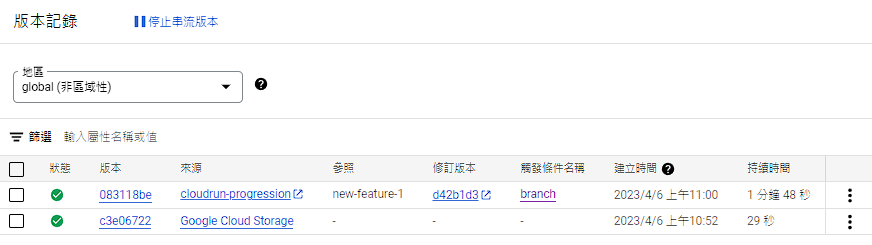 版本記錄 停止串流版本
地區
global (非區域性)
篩選 輸入屬性名稱或值
狀態 版本 來源 參照 修訂版本 觸發條件名稱 建立時間 持續時間
083118be cloudrun-progression new-feature-1 d42b1d3 branch 2023/4/6 上午11:00 1 分鐘 48 秒
c3e06722 Google Cloud Storage - - - 2023/4/6 上午10:52 29 秒